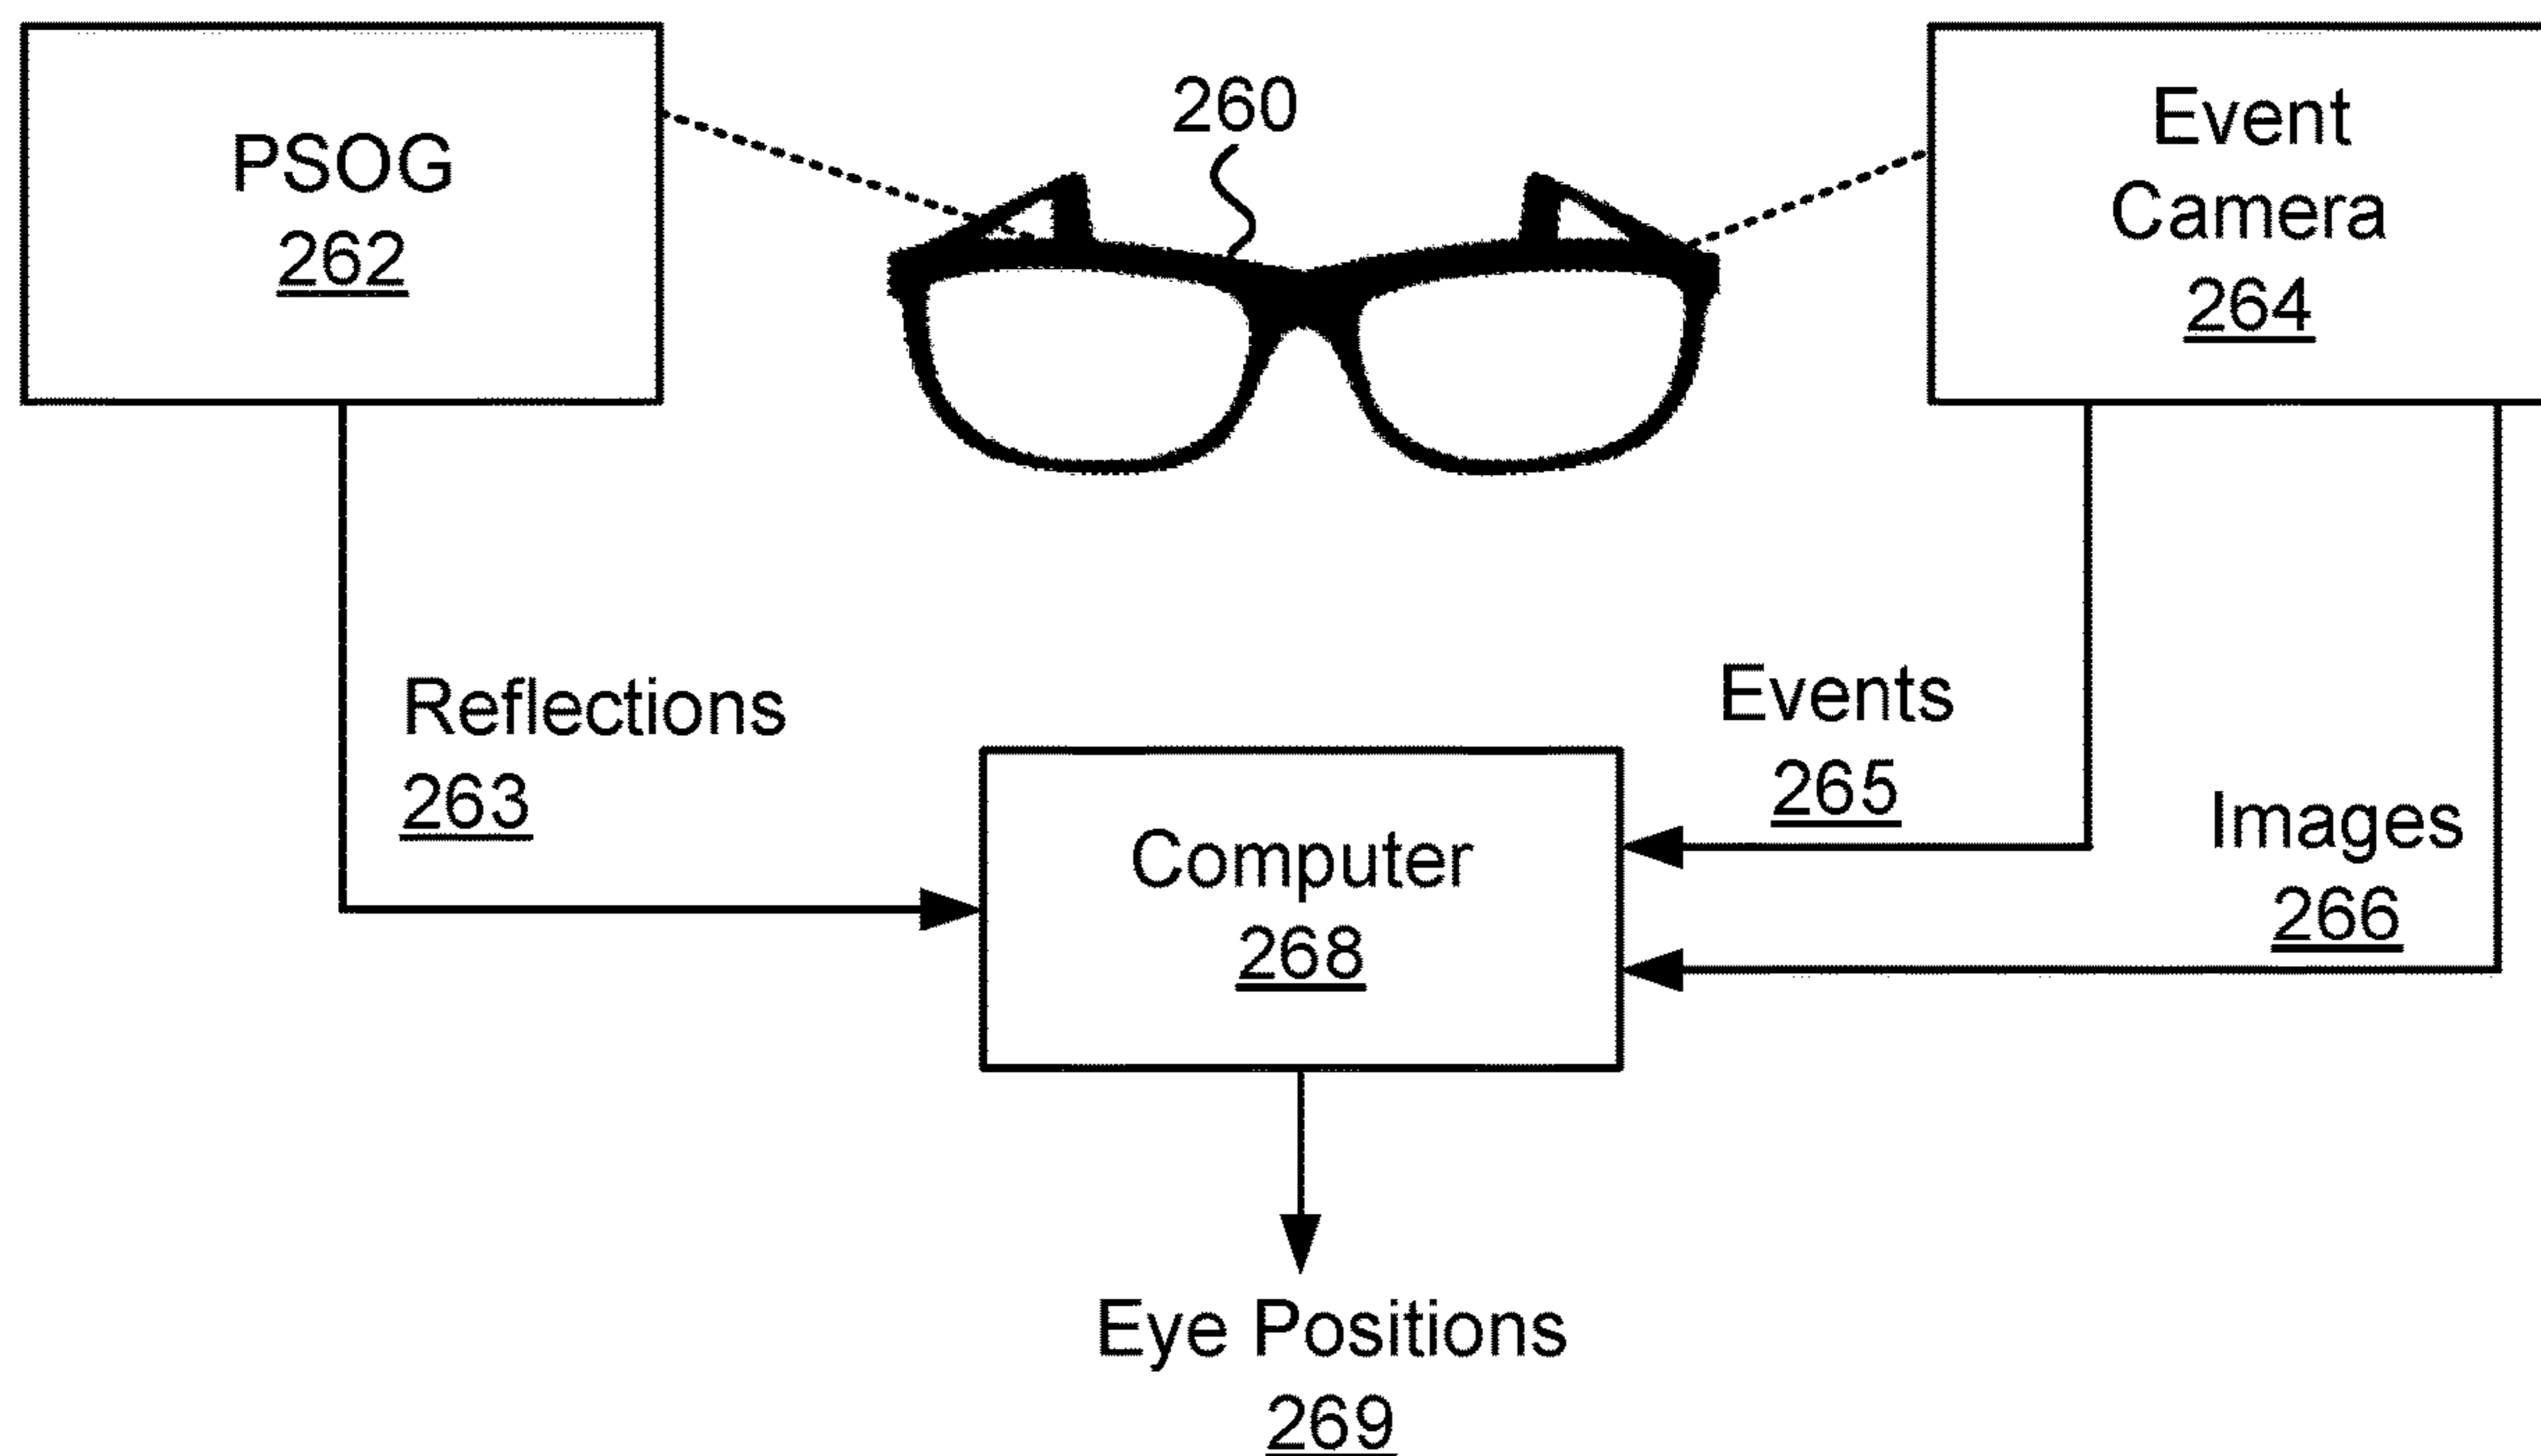 PSOG
262
260
Event
Camera
264
Reflections
263
Events
265
Images
266
Computer
268
Eye Positions
269